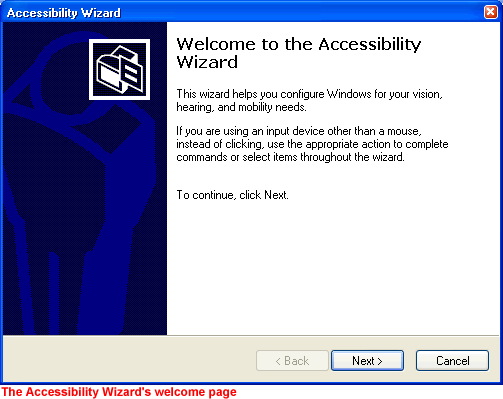 Accessibility Wizard
Welcome to the Accessibility
Wizard
This wizard helps you configure Windows for your vision,
hearing, and mobility needs.
If you are using an input device other than a mouse,
instead of clicking, use the appropriate action to complete
commands or select items throughout the wizard.
To continue, click Next.
< Back Next > Cancel
The Accessibility Wizard's welcome page